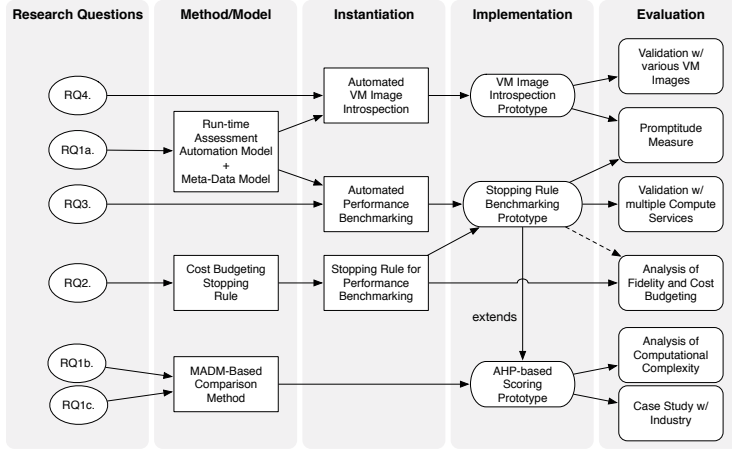 Research Questions
Method/Model
Instantiation
Implementation
Evaluation
RQ4.
RQ1a.
RQ3.
RQ2.
RQ1b.
RQ1c.
Run-time
Assessment
Automation Model
+
Meta-Data Model
Cost Budgeting
Stopping
Rule
MADM-Based
Comparison
Method
Automated
VM Image
Introspection
Automated
Performance
Benchmarking
Stopping Rule for
Performance
Benchmarking
VM Image
Introspection
Prototype
Stopping Rule
Benchmarking
Prototype
extends
AHP-based
Scoring
Prototype
Validation w/
various VM
Images
Promptitude
Measure
Validation w/
multiple Compute
Services
Analysis of
Fidelity and Cost
Budgeting
Analysis of
Computational
Complexity
Case Study w/
Industry